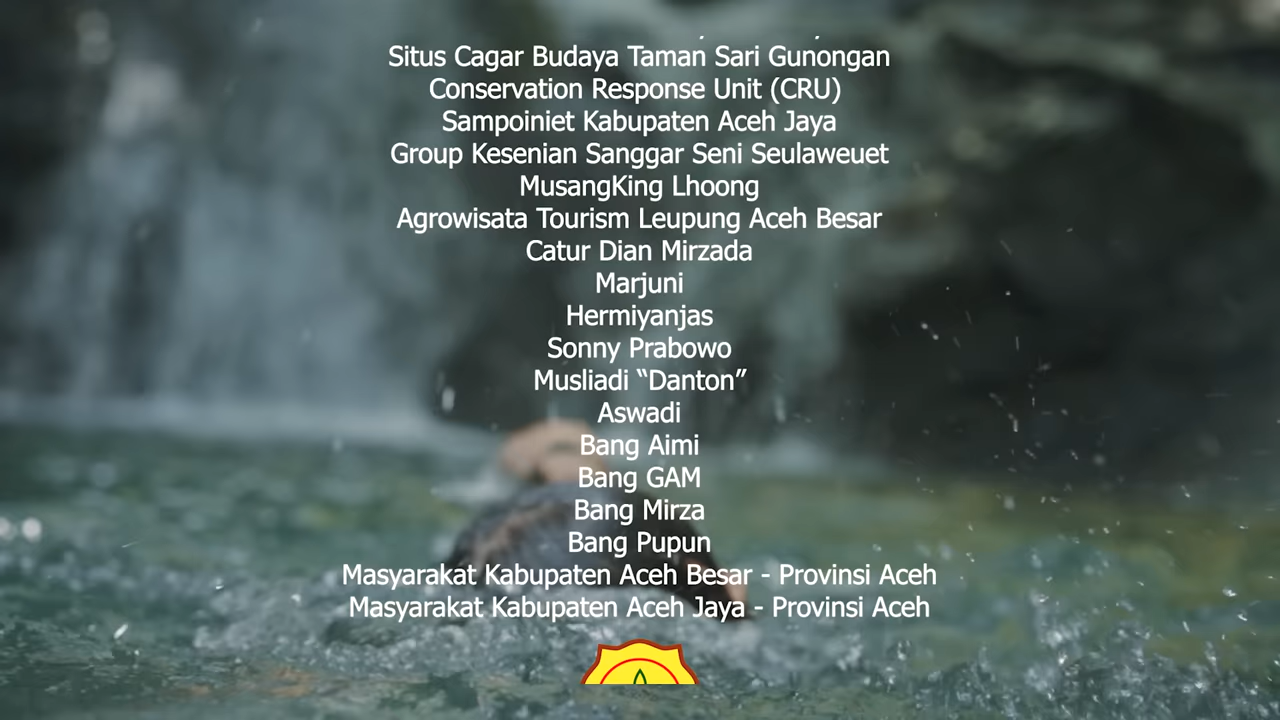 Situs Cagar Budaya Taman Sari Gunongan
Conservation Response Unit (CRU)
Sampoiniet Kabupaten Aceh Jaya
Group Kesenian Sanggar Seni Seulaweuet
MusangKing Lhoong
Agrowisata Tourism Leupung Aceh Besar
Catur Dian Mirzada
Marjuni
Hermiyanjas
Sonny Prabowo
Musliadi “Danton”
Aswadi
Bang Aimi
Bang GAM
Bang Mirza
Bang Pupun
Masyarakat Kabupaten Aceh Besar - Provinsi Aceh
Masyarakat Kabupaten Aceh Jaya - Provinsi Aceh